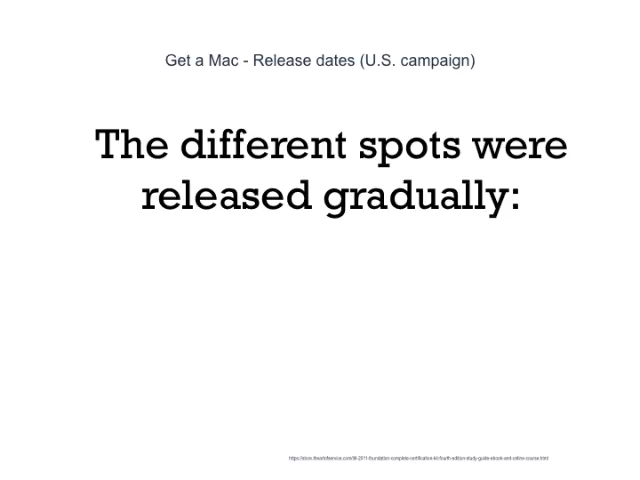 Get a Mac - Release dates (U.S. campaign)
The different spots were
released gradually: